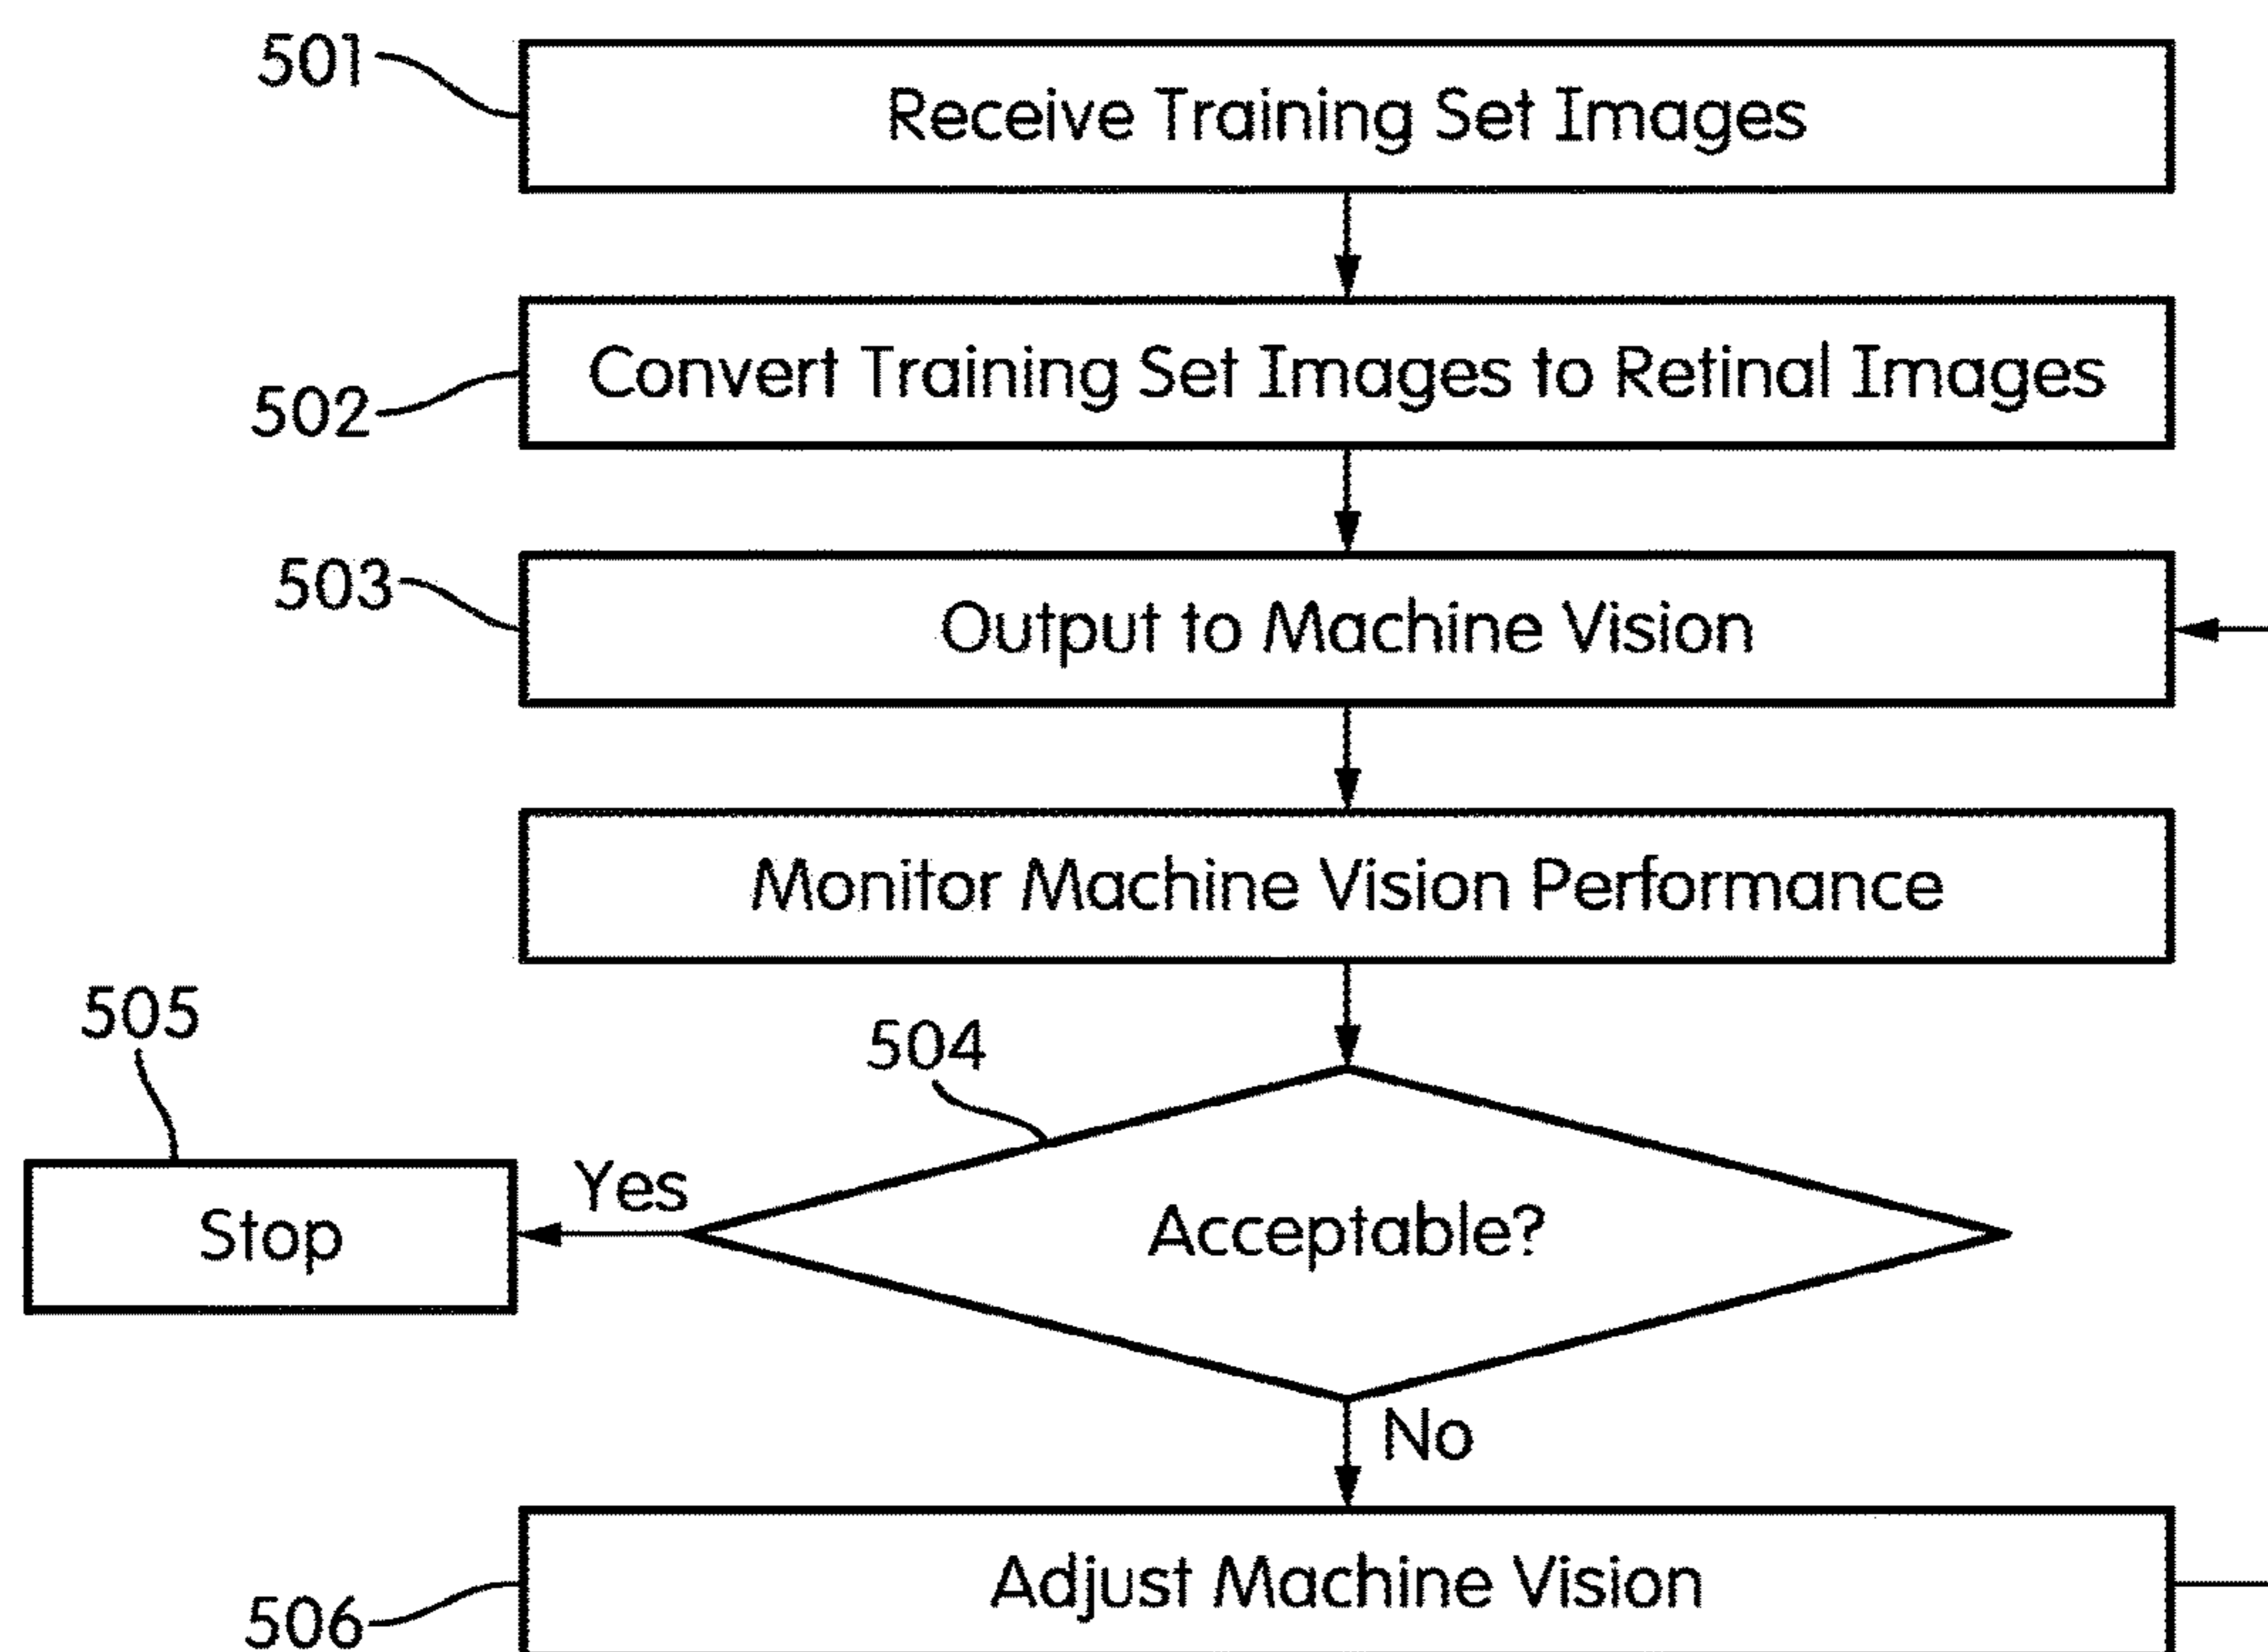 501
Receive Training Set Images
502
Convert Training Set Images to Retinal Images
503
Output to Machine Vision
Monitor Machine Vision Performance
505
504
Yes
Stop
Acceptable?
No
506
Adjust Machine Vision